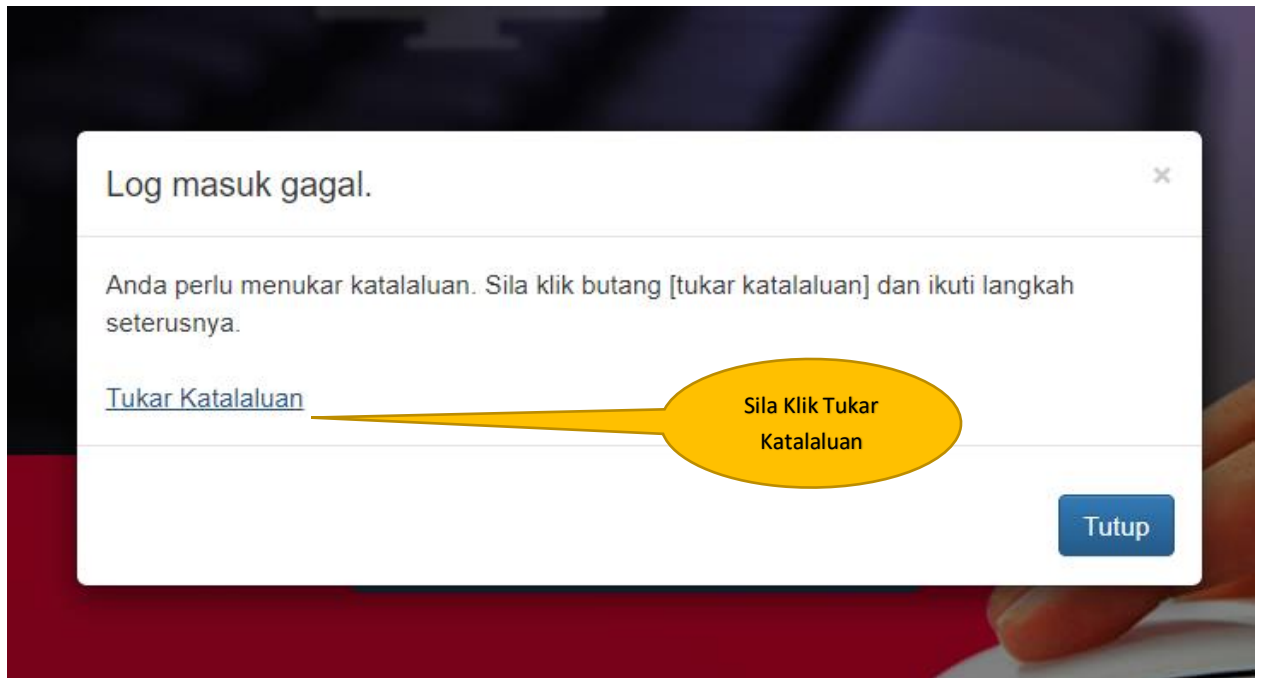 Log masuk gagal.
×
Anda perlu menukar katalaluan. Sila klik butang [tukar katalaluan] dan ikuti langkah
seterusnya.
Tukar Katalaluan
Sila Klik Tukar
Katalaluan
Tutup